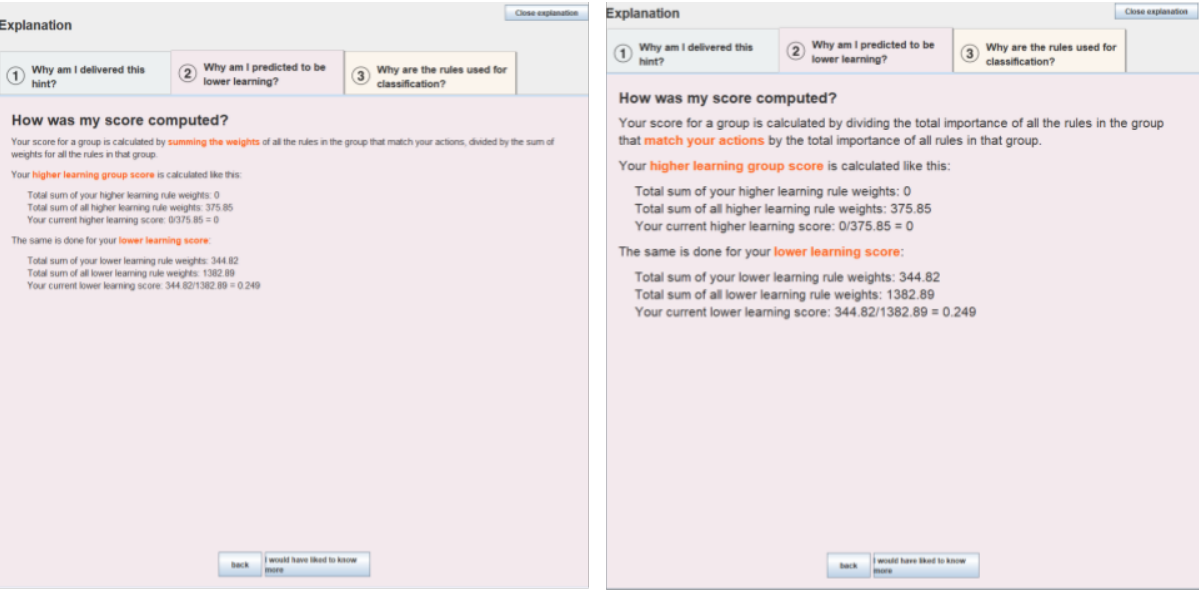 Close explanation
Explanation
1 Why am I delivered this
hint?
2 Why am I predicted to be
lower learning?
3 Why are the rules used for
classification?
How was my score computed?
Your score for a group is calculated by summing the weights of all the rules in the group that match your actions, divided by the sum of
weights for all the rules in that group.
Your higher learning group score is calculated like this:
Total sum of your higher learning rule weights: 0
Total sum of all higher learning rule weights: 375.85
Your current higher learning score: 0/375.85 = 0
The same is done for your lower learning score:
Total sum of your lower learning rule weights: 344.82
Total sum of all lower learning rule weights: 1382.89
Your current lower learning score: 344.82/1382.89 = 0.249
back
I would have liked to know
more
Close explanation
Explanation
1 Why am I delivered this
hint?
2 Why am I predicted to be
lower learning?
3 Why are the rules used for
classification?
How was my score computed?
Your score for a group is calculated by dividing the total importance of all the rules in the group
that match your actions by the total importance of all rules in that group.
Your higher learning group score is calculated like this:
Total sum of your higher learning rule weights: 0
Total sum of all higher learning rule weights: 375.85
Your current higher learning score: 0/375.85 = 0
The same is done for your lower learning score:
Total sum of your lower learning rule weights: 344.82
Total sum of all lower learning rule weights: 1382.89
Your current lower learning score: 344.82/1382.89 = 0.249
back
I would have liked to know
more